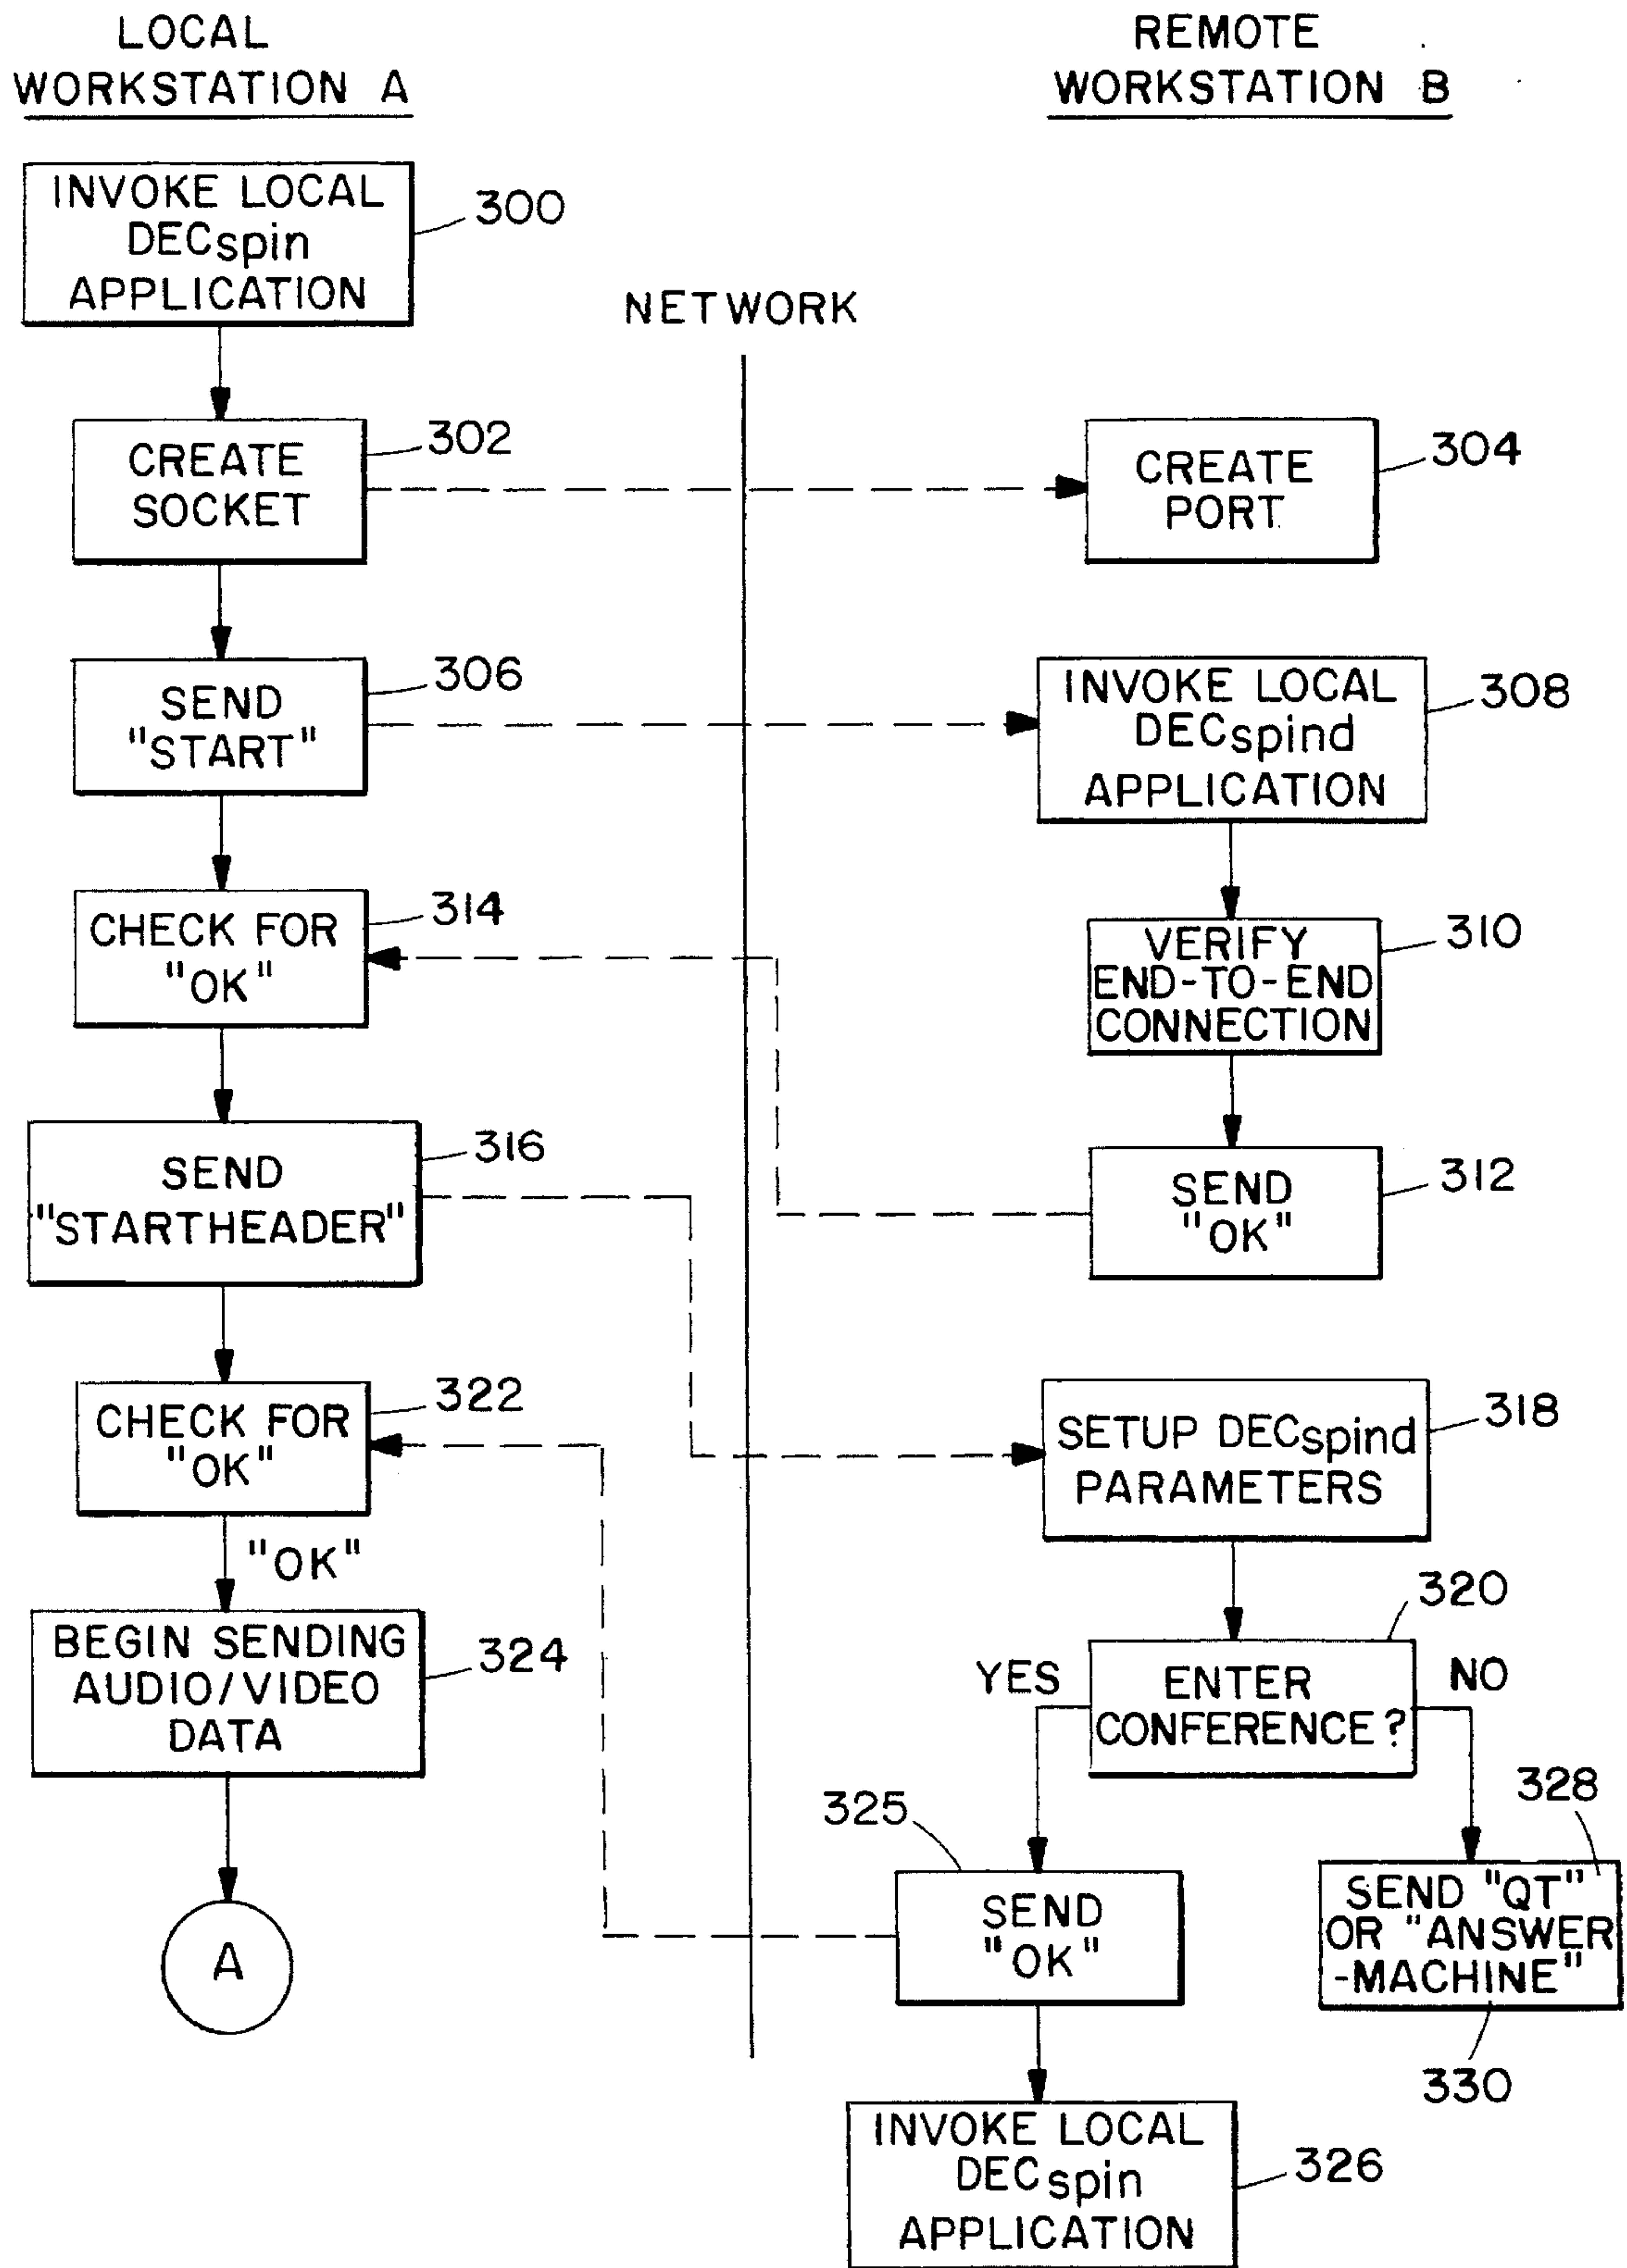 LOCAL
WORKSTATION A
REMOTE
WORKSTATION B
INVOKE LOCAL
DECspin
APPLICATION
300
NETWORK
CREATE
SOCKET
302
CREATE
PORT
304
SEND
"START"
306
INVOKE LOCAL
DECspind
APPLICATION
308
CHECK FOR
"OK"
314
VERIFY
END-TO-END
CONNECTION
310
SEND
"STARTHEADER"
316
SEND
"OK"
312
CHECK FOR
"OK"
322
SETUP DECspind
PARAMETERS
318
"OK"
BEGIN SENDING
AUDIO/VIDEO
DATA
324
320
YES
ENTER
CONFERENCE?
NO
325
328
SEND
"OK"
SEND "QT"
OR "ANSWER
-MACHINE"
330
A
INVOKE LOCAL
DECspin
APPLICATION
326